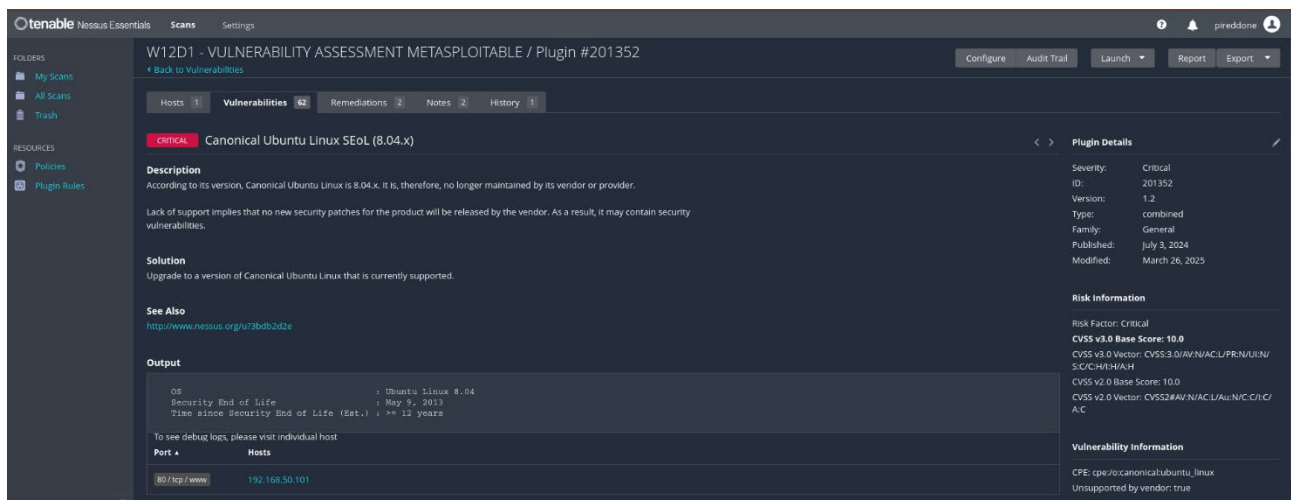 tenable Nessus Essentials Scans Settings pireddone
FOLDERS
My Scans
All Scans
Trash
RESOURCES
Policies
Plugin Rules
W12D1 - VULNERABILITY ASSESSMENT METASPLOITABLE / Plugin #201352
Back to Vulnerabilities
Configure Audit Trail Launch Report Export
Hosts 1 Vulnerabilities 62 Remediations 2 Notes 2 History 1
CRITICAL Canonical Ubuntu Linux SEoL (8.04.x)
Description
According to its version, Canonical Ubuntu Linux is 8.04.x. It is, therefore, no longer maintained by its vendor or provider.
Lack of support implies that no new security patches for the product will be released by the vendor. As a result, it may contain security
vulnerabilities.
Solution
Upgrade to a version of Canonical Ubuntu Linux that is currently supported.
See Also
http://www.nessus.org/u?3bdb2d2e
Output
OS : Ubuntu Linux 8.04
Security End of Life : May 9, 2013
Time since Security End of Life (Est.) : >= 12 years
To see debug logs, please visit individual host
Port Hosts
80 / tcp / www 192.168.50.101
Plugin Details
Severity: Critical
ID: 201352
Version: 1.2
Type: combined
Family: General
Published: July 3, 2024
Modified: March 26, 2025
Risk Information
Risk Factor: Critical
CVSS v3.0 Base Score: 10.0
CVSS v3.0 Vector: CVSS:3.0/AV:N/AC:L/PR:N/UI:N/
S:C/C:H/I:H/A:H
CVSS v2.0 Base Score: 10.0
CVSS v2.0 Vector: CVSS2#AV:N/AC:L/Au:N/C:C/I:C/
A:C
Vulnerability Information
CPE: cpe:/o:canonical:ubuntu_linux
Unsupported by vendor: true